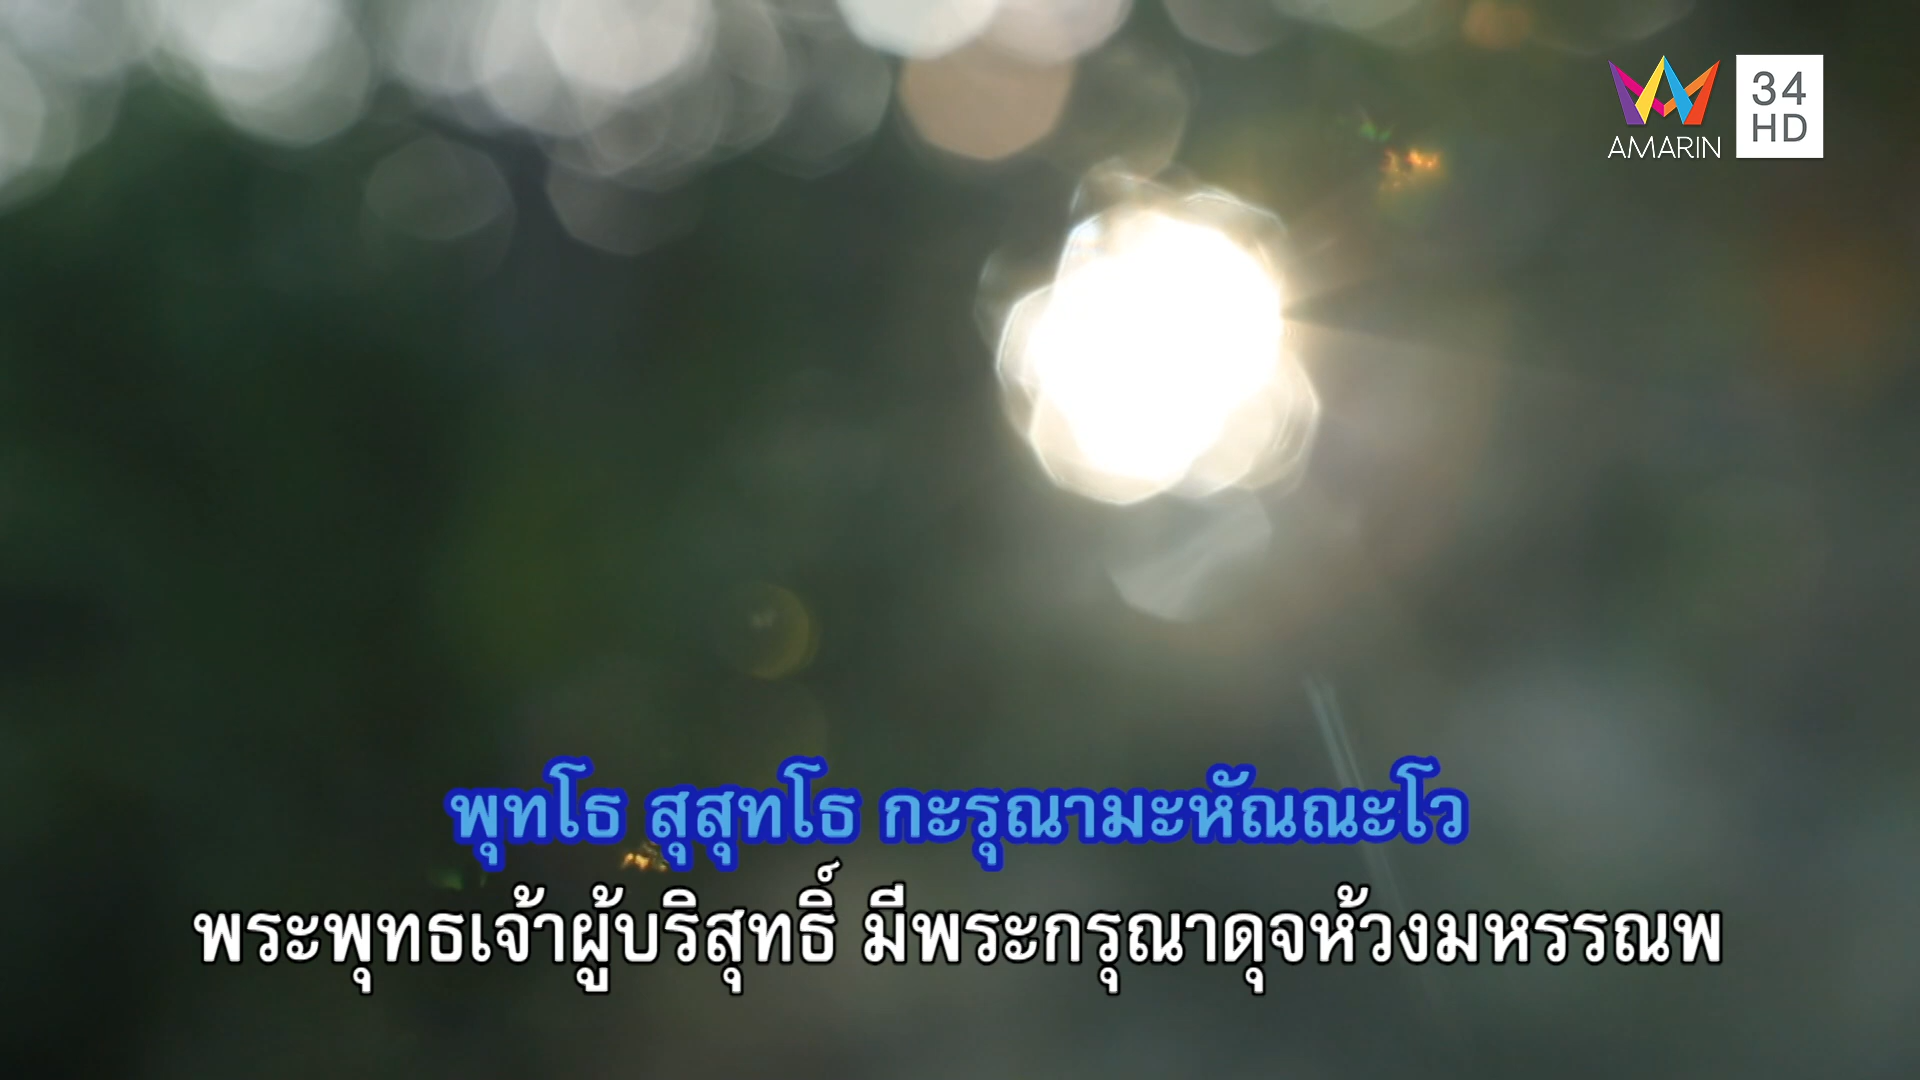 AMARIN
34
HD
พุทโธ สุสุทโธ กะรุณามะหัณณะโว
พระพุทธเจ้าผู้บริสุทธิ์ มีพระกรุณาดุจห้วงมหรรณพ